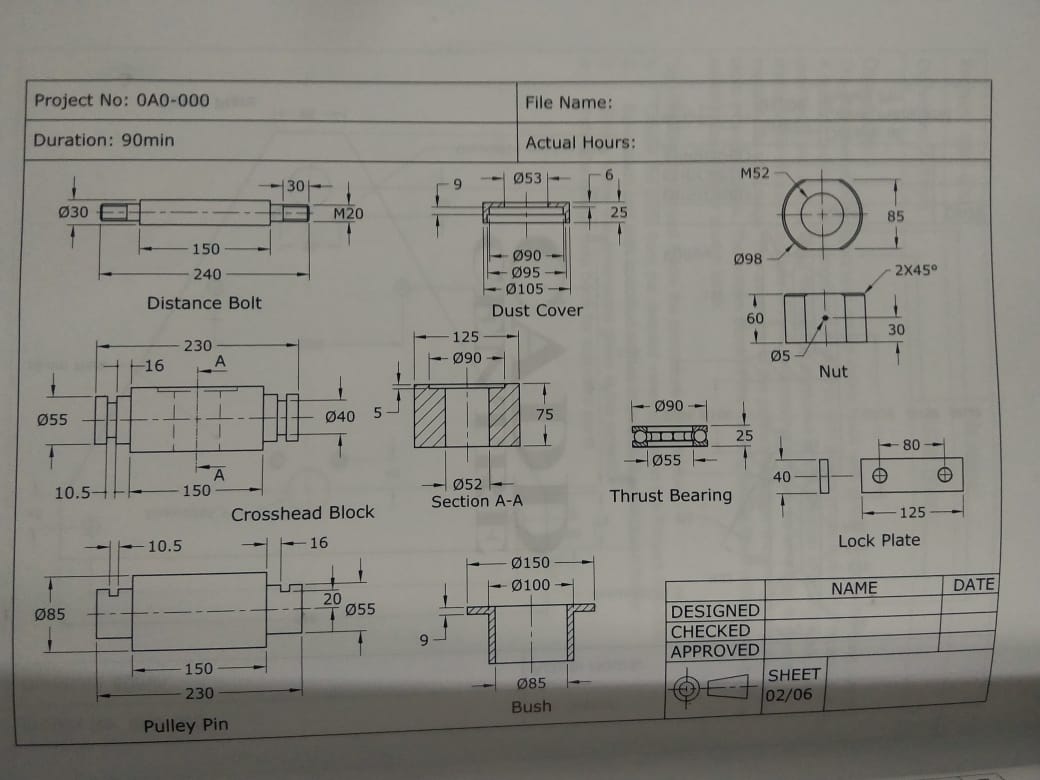 Project No: 0A0-000
File Name:
Duration: 90min
Actual Hours:
30
Ø30
M20
150
240
Distance Bolt
9
Ø53
6
25
Ø90
Ø95
Ø105
Dust Cover
M52
85
Ø98
2X45°
60
30
Ø5
Nut
230
16
A
Ø55
Ø40
A
10.5
150
Crosshead Block
125
Ø90
5
75
Ø52
Section A-A
Ø90
25
Ø55
Thrust Bearing
80
40
125
Lock Plate
10.5
16
Ø85
20
Ø55
150
230
Pulley Pin
Ø150
Ø100
9
Ø85
Bush
NAME
DATE
DESIGNED
CHECKED
APPROVED
SHEET
02/06